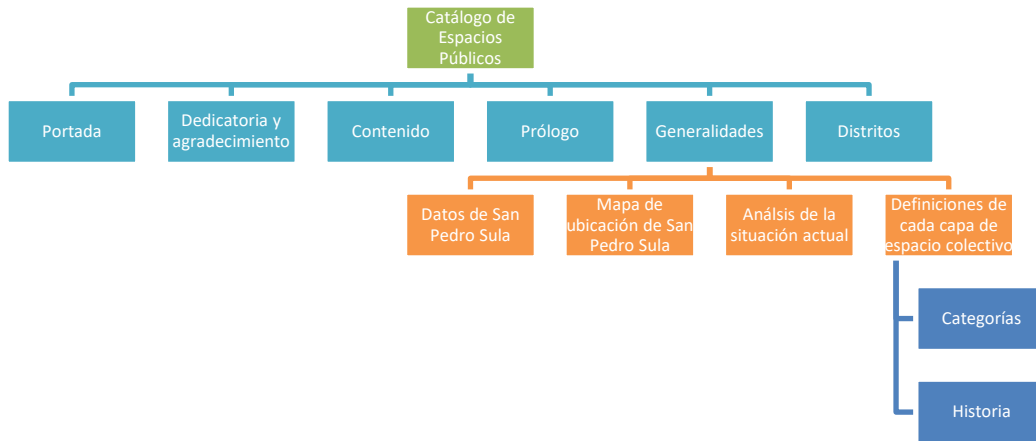 Catálogo de
Espacios
Públicos
Portada
Dedicatoria y
agradecimiento
Contenido
Prólogo
Generalidades
Distritos
Datos de San
Pedro Sula
Mapa de
ubicación de San
Pedro Sula
Análsis de la
situación actual
Definiciones de
cada capa de
espacio colectivo
Categorías
Historia